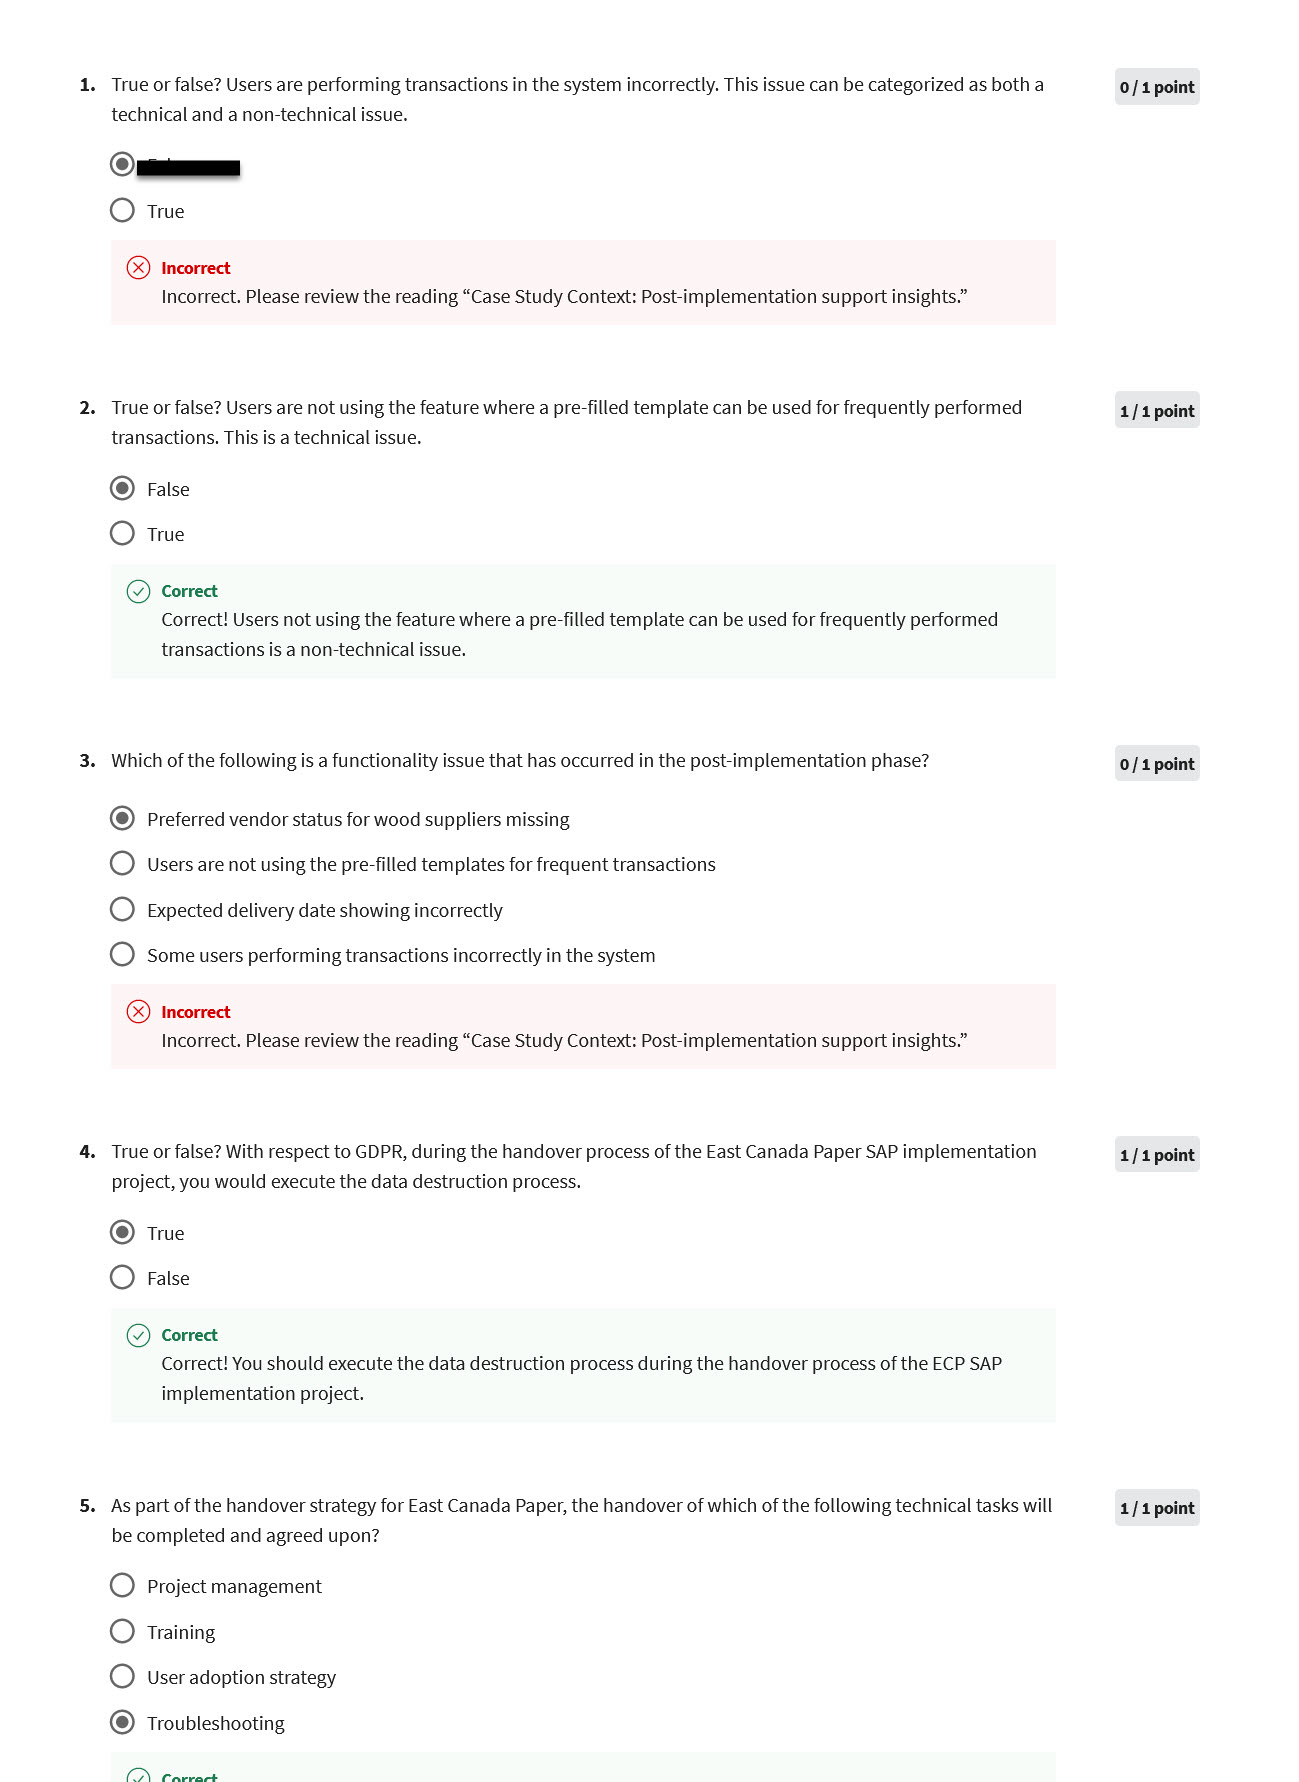 1. True or false? Users are performing transactions in the system incorrectly. This issue can be categorized as both a
technical and a non-technical issue.
0 / 1 point
True
Incorrect
Incorrect. Please review the reading “Case Study Context: Post-implementation support insights.”
2. True or false? Users are not using the feature where a pre-filled template can be used for frequently performed
transactions. This is a technical issue.
1 / 1 point
False
True
Correct
Correct! Users not using the feature where a pre-filled template can be used for frequently performed
transactions is a non-technical issue.
3. Which of the following is a functionality issue that has occurred in the post-implementation phase?
0 / 1 point
Preferred vendor status for wood suppliers missing
Users are not using the pre-filled templates for frequent transactions
Expected delivery date showing incorrectly
Some users performing transactions incorrectly in the system
Incorrect
Incorrect. Please review the reading “Case Study Context: Post-implementation support insights.”
4. True or false? With respect to GDPR, during the handover process of the East Canada Paper SAP implementation
project, you would execute the data destruction process.
1 / 1 point
True
False
Correct
Correct! You should execute the data destruction process during the handover process of the ECP SAP
implementation project.
5. As part of the handover strategy for East Canada Paper, the handover of which of the following technical tasks will
be completed and agreed upon?
1 / 1 point
Project management
Training
User adoption strategy
Troubleshooting
Correct